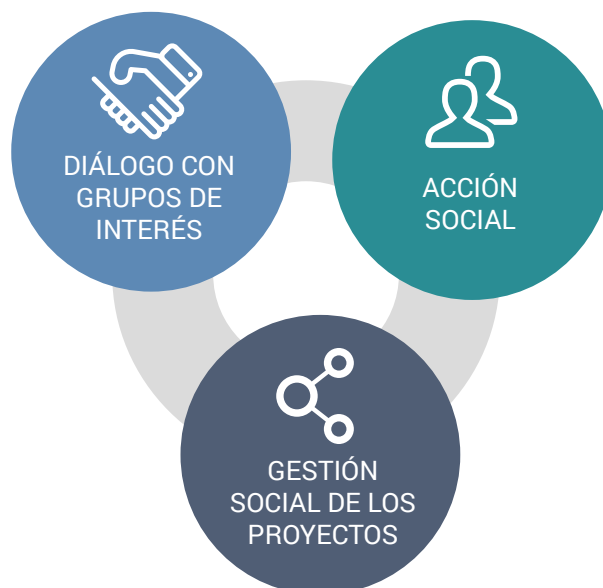 DIÁLOGO CON
GRUPOS DE
INTERÉS
ACCIÓN
SOCIAL
GESTIÓN
SOCIAL DE LOS
PROYECTOS